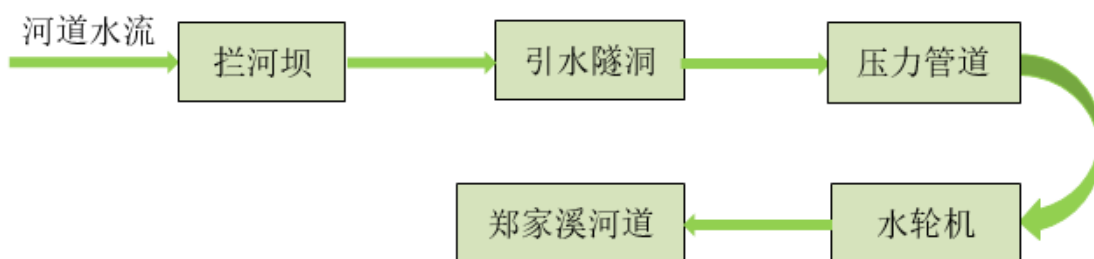 河道水流
拦河坝
引水隧洞
压力管道
水轮机
郑家溪河道